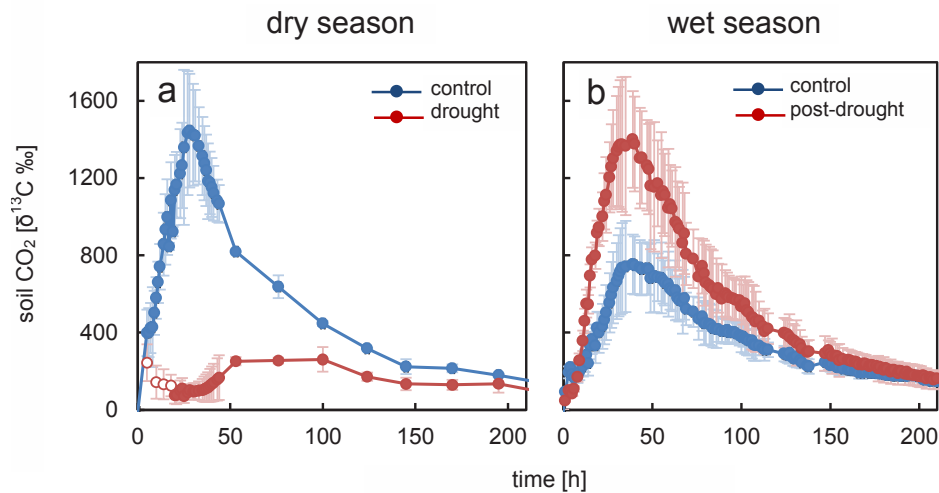 dry season
wet season
a
control
drought
b
control
post-drought
soil CO₂ [δ¹³C ‰]
1600
1200
800
400
0
0
50
100
150
200
0
50
100
150
200
time [h]